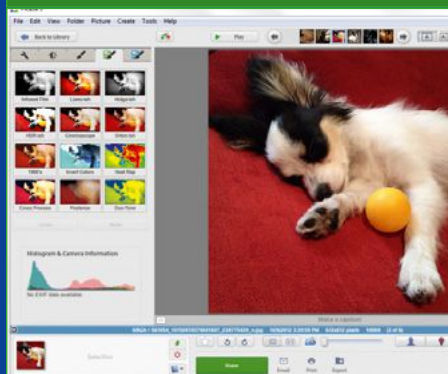 File Edit View Folder Picture Create Tools Help
Back to Library
Play
Infrared Film
Lomo-ish
Holga-ish
HDR-ish
Cinemascope
Orton-ish
1960's
Invert Colors
Heat Map
Cross Process
Posterize
Duo-Tone
Histogram & Camera Information
No EXIF data available
Make a caption!
Selection
Share
Email
Print
Export